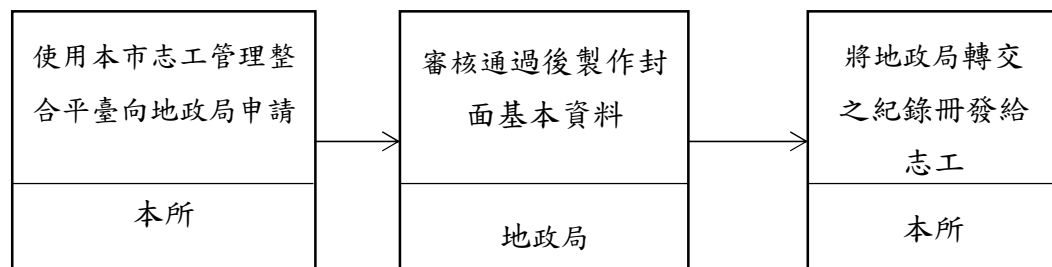 使用本市志工管理整
合平臺向地政局申請
本所
審核通過後製作封
面基本資料
地政局
將地政局轉交
之紀錄冊發給
志工
本所